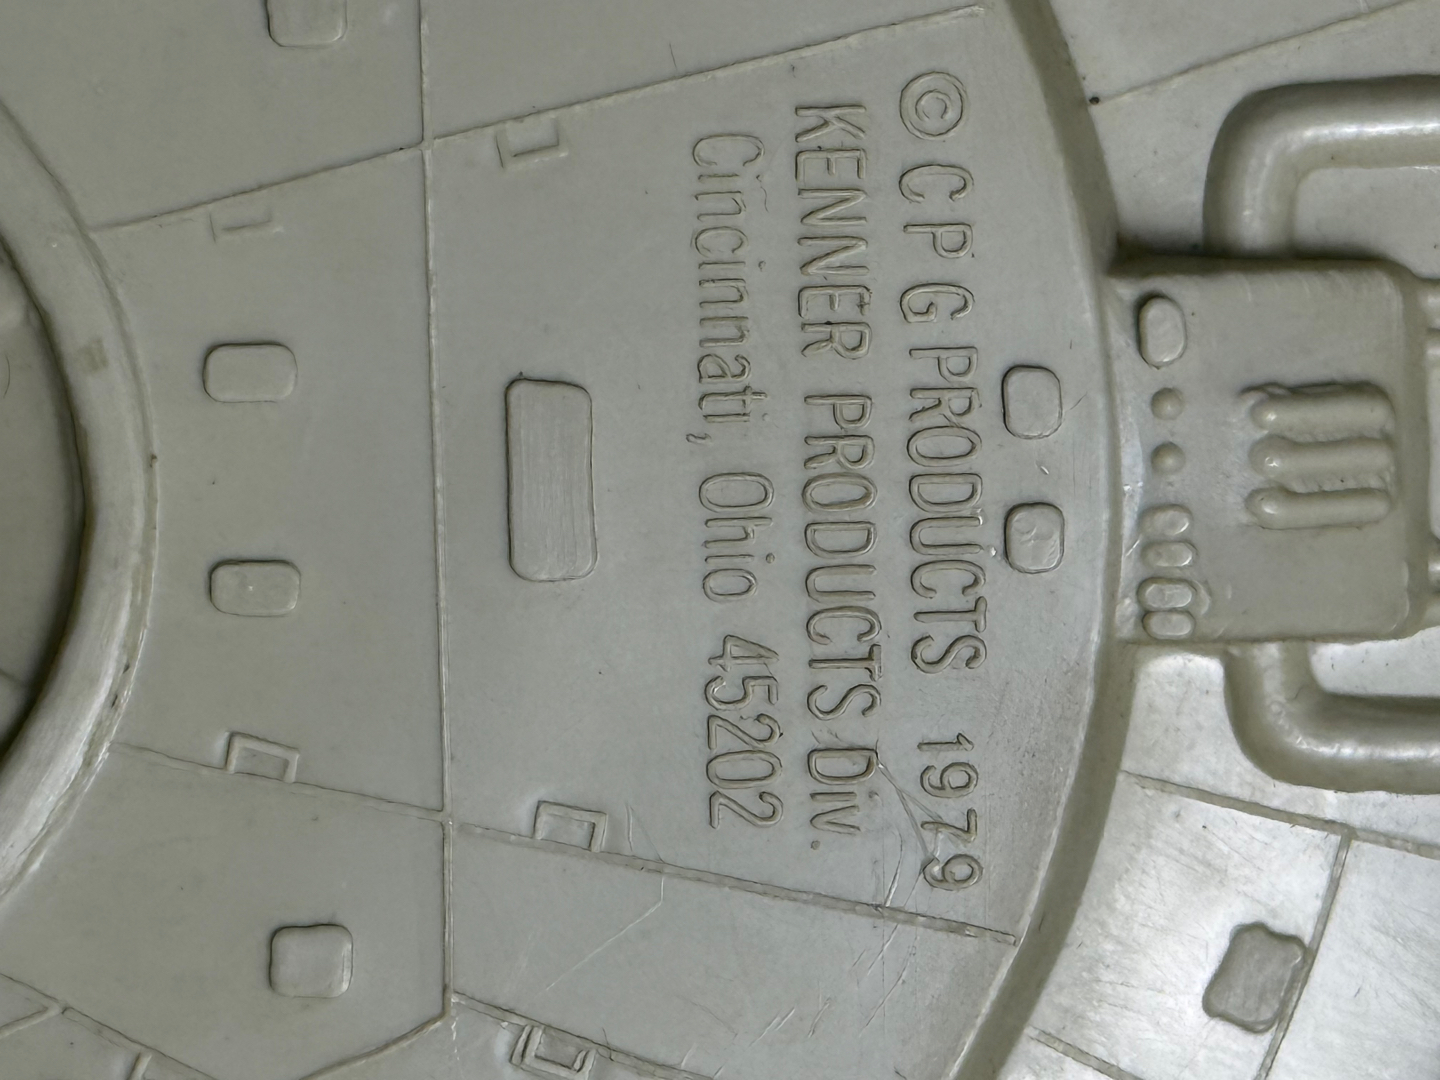 © C P G PRODUCTS 1979
KENNER PRODUCTS Div.
Cincinnati, Ohio 45202